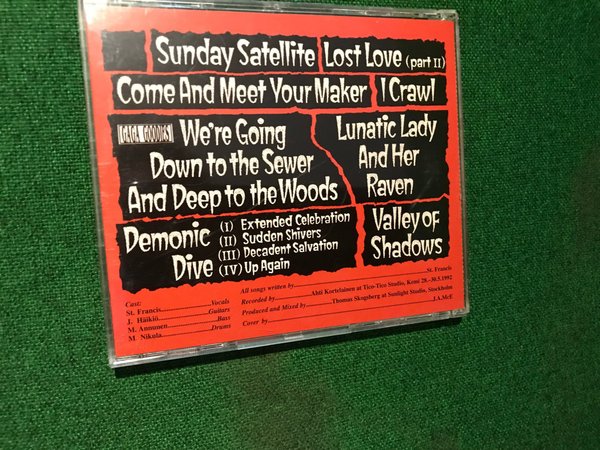 Sunday Satellite
Lost Love (part II)
Come And Meet Your Maker
I Crawl
GAGA GOODIES
We're Going
Down to the Sewer
And Deep to the Woods
Lunatic Lady
And Her
Raven
Demonic
Dive
(I) Extended Celebration
(II) Sudden Shivers
(III) Decadent Salvation
(IV) Up Again
Valley of
Shadows
Cast:
St. Francis....................Vocals
J. Häikiö....................Guitars
M. Annunen....................Bass
M Nikula....................Drums
All songs written by....................St. Francis
Recorded by....................Ahti Kortelainen at Tico-Tico Studio, Kemi 28.-30.5.1992
Produced and Mixed by....................Thomas Skogsberg at Sunlight Studio, Stockholm
Cover by....................J.A.McE